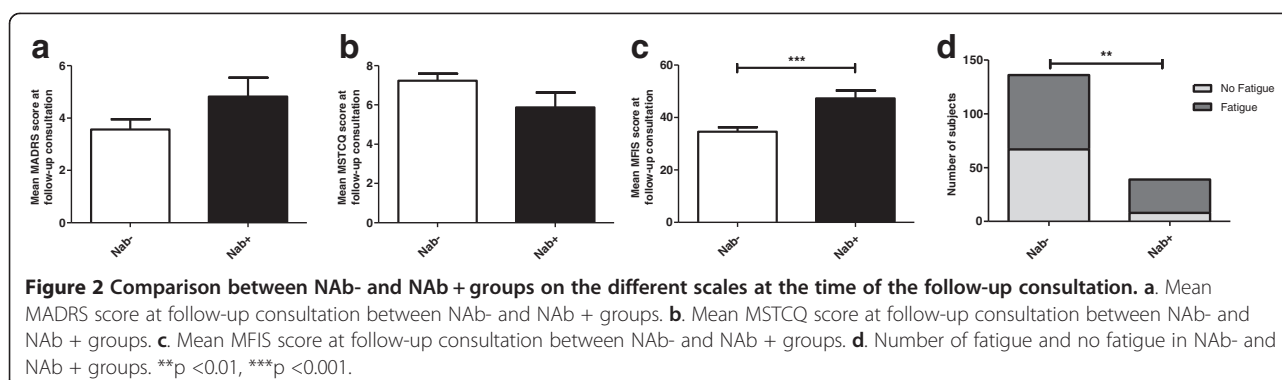 a
b
c
d
Mean MADRS score at
follow-up consultation
6
4
2
0
Nab-
Nab+
Mean MSTCQ score at
follow-up consultation
8
6
4
2
0
Nab-
Nab+
Mean MFIS score at
follow-up consultation
60
40
20
0
***
Nab-
Nab+
Number of subjects
150
100
50
0
**
Nab-
Nab+
No Fatigue
Fatigue
Figure 2 Comparison between NAb- and NAb + groups on the different scales at the time of the follow-up consultation. a. Mean
MADRS score at follow-up consultation between NAb- and NAb + groups. b. Mean MSTCQ score at follow-up consultation between NAb- and
NAb + groups. c. Mean MFIS score at follow-up consultation between NAb- and NAb + groups. d. Number of fatigue and no fatigue in NAb- and
NAb + groups. **p <0.01, ***p <0.001.